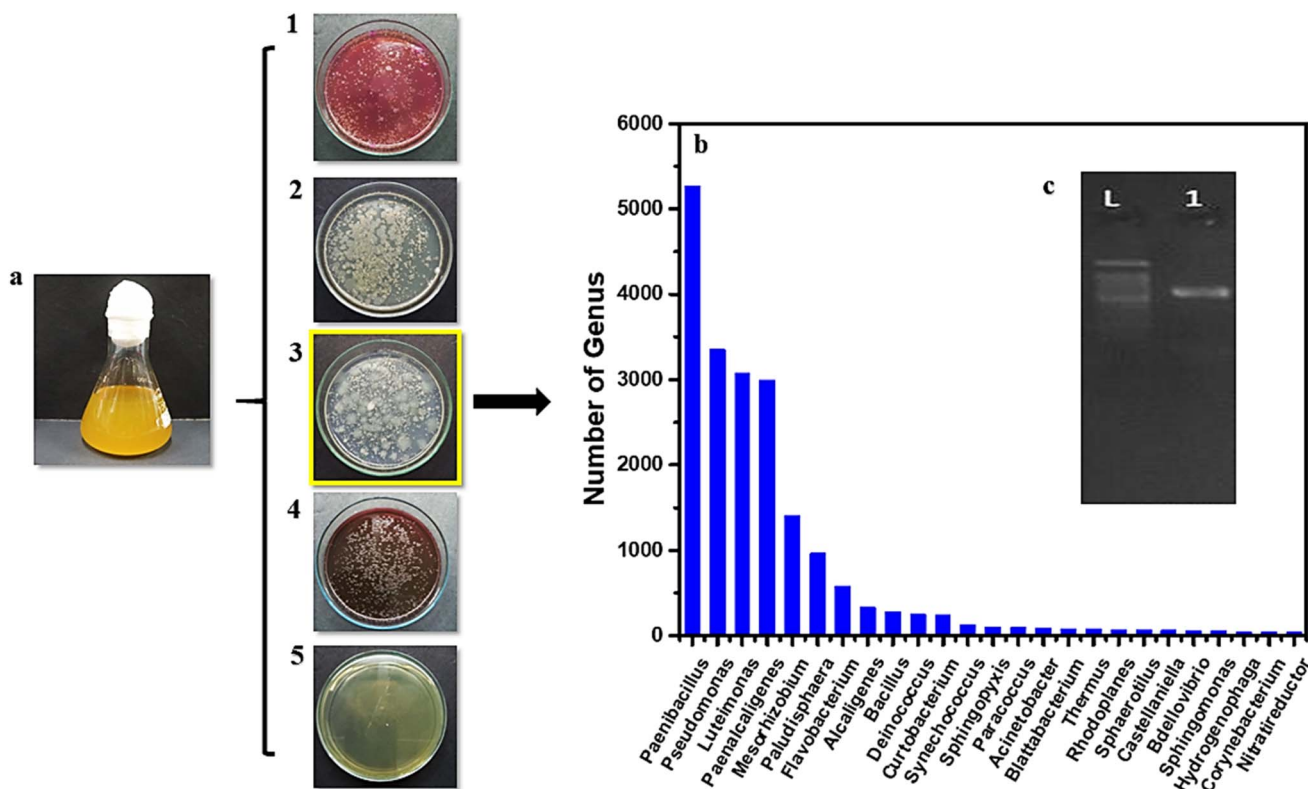 1
2
a
3
4
5
b
c
L 1
6000
5000
4000
3000
2000
1000
0
Number of Genus
Paenibacillus
Pseudomonas
Luteimonas
Paenalcaligenes
Mesorhizobium
Paludisphaera
Flavobacterium
Alcaligenes
Bacillus
Deinococcus
Curtobacterium
Synechococcus
Sphingopyxis
Paracoccus
Acinetobacter
Blattabacterium
Thermus
Rhodoplanes
Sphaerotilus
Castellaniella
Bdellovibrio
Sphingomonas
Hydrogenophaga
Corynebacterium
Nitratireductor